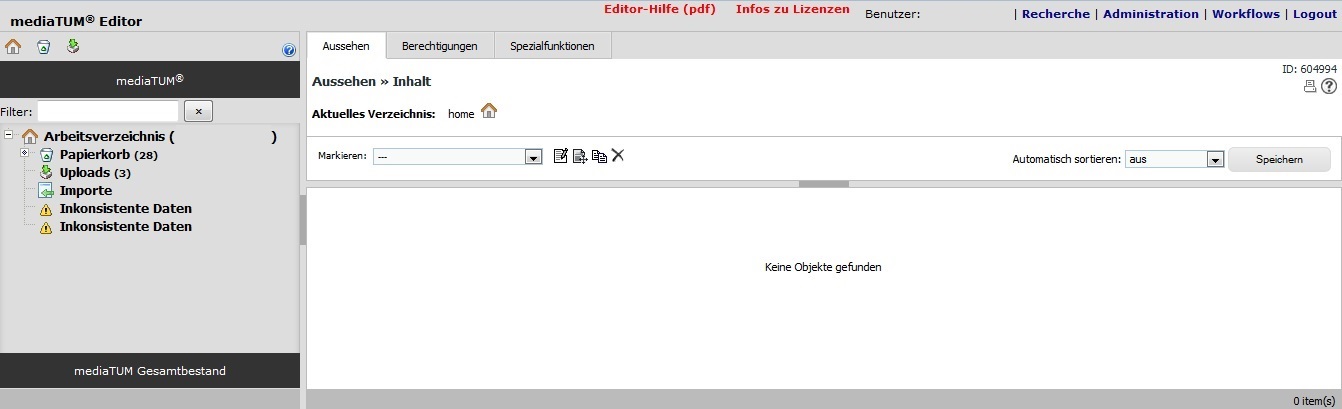 mediaTUM® Editor
Editor-Hilfe (pdf) Infos zu Lizenzen Benutzer: | Recherche | Administration | Workflows | Logout
mediaTUM®
Filter: ×
Arbeitsverzeichnis ( )
Papierkorb (28)
Uploads (3)
Importe
Inkonsistente Daten
Inkonsistente Daten
mediaTUM Gesamtbestand
Aussehen Berechtigungen Spezialfunktionen
ID: 604994
Aussehen » Inhalt
Aktuelles Verzeichnis: home
Markieren: --- Automatisch sortieren: aus Speichern
Keine Objekte gefunden
0 item(s)